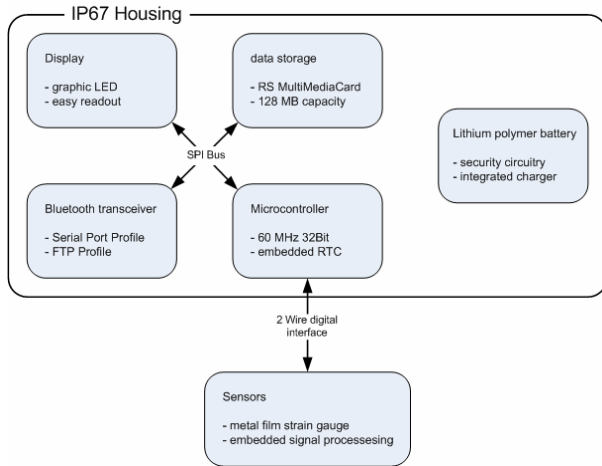 IP67 Housing
Display
- graphic LED
- easy readout
data storage
- RS MultiMediaCard
- 128 MB capacity
Lithium polymer battery
- security circuitry
- integrated charger
SPI Bus
Bluetooth transceiver
- Serial Port Profile
- FTP Profile
Microcontroller
- 60 MHz 32Bit
- embedded RTC
2 Wire digital
interface
Sensors
- metal film strain gauge
- embedded signal processesing